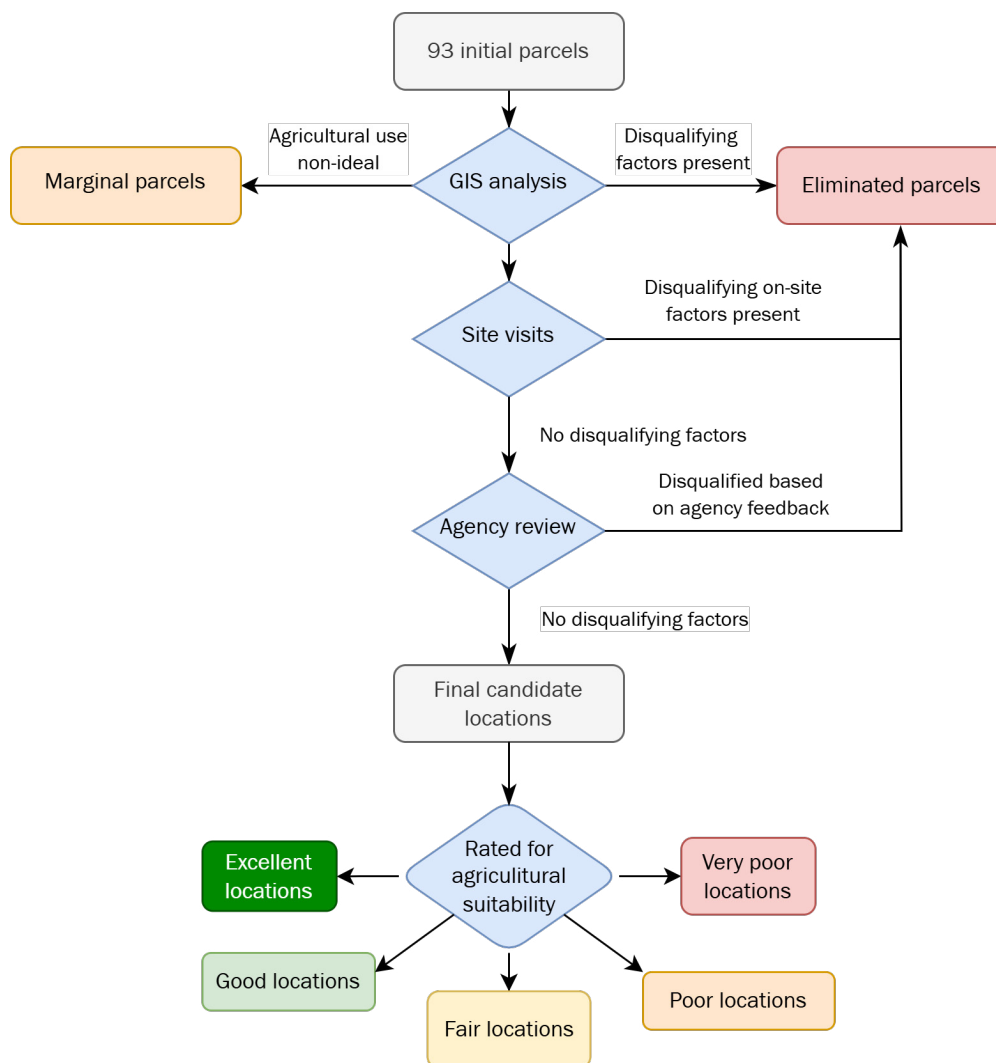 93 initial parcels
Agricultural use
non-ideal
Disqualifying
factors present
Marginal parcels
GIS analysis
Eliminated parcels
Disqualifying on-site
factors present
Site visits
No disqualifying factors
Disqualified based
on agency feedback
Agency review
No disqualifying factors
Final candidate
locations
Rated for
agricilitural
suitability
Excellent
locations
Very poor
locations
Good locations
Poor locations
Fair locations